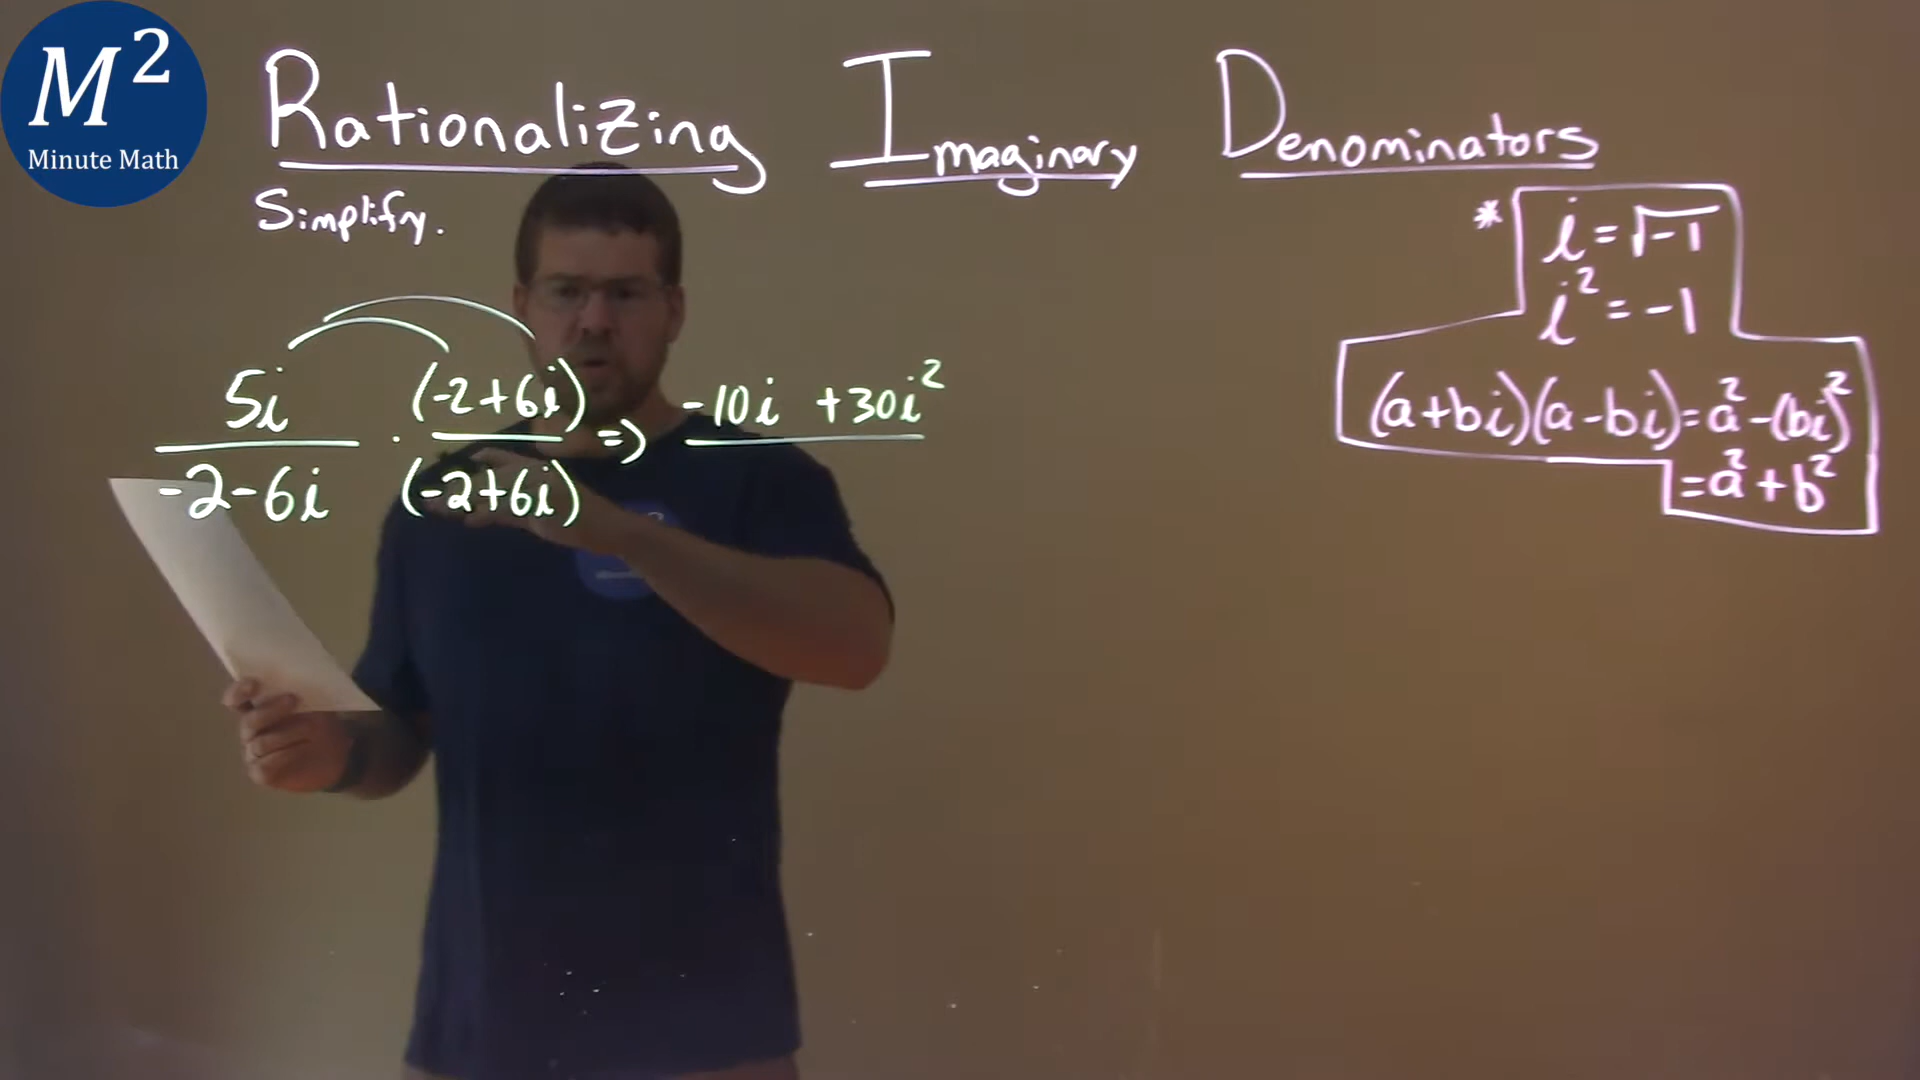 M²
Minute Math
Rationalizing Imaginary Denominators
Simplify.
* i = √-1
i² = -1
(a+bi)(a-bi)=a²-(bi)²
=a²+b²
5i (-2+6i) -10i +30i²
· =>
-2-6i (-2+6i)